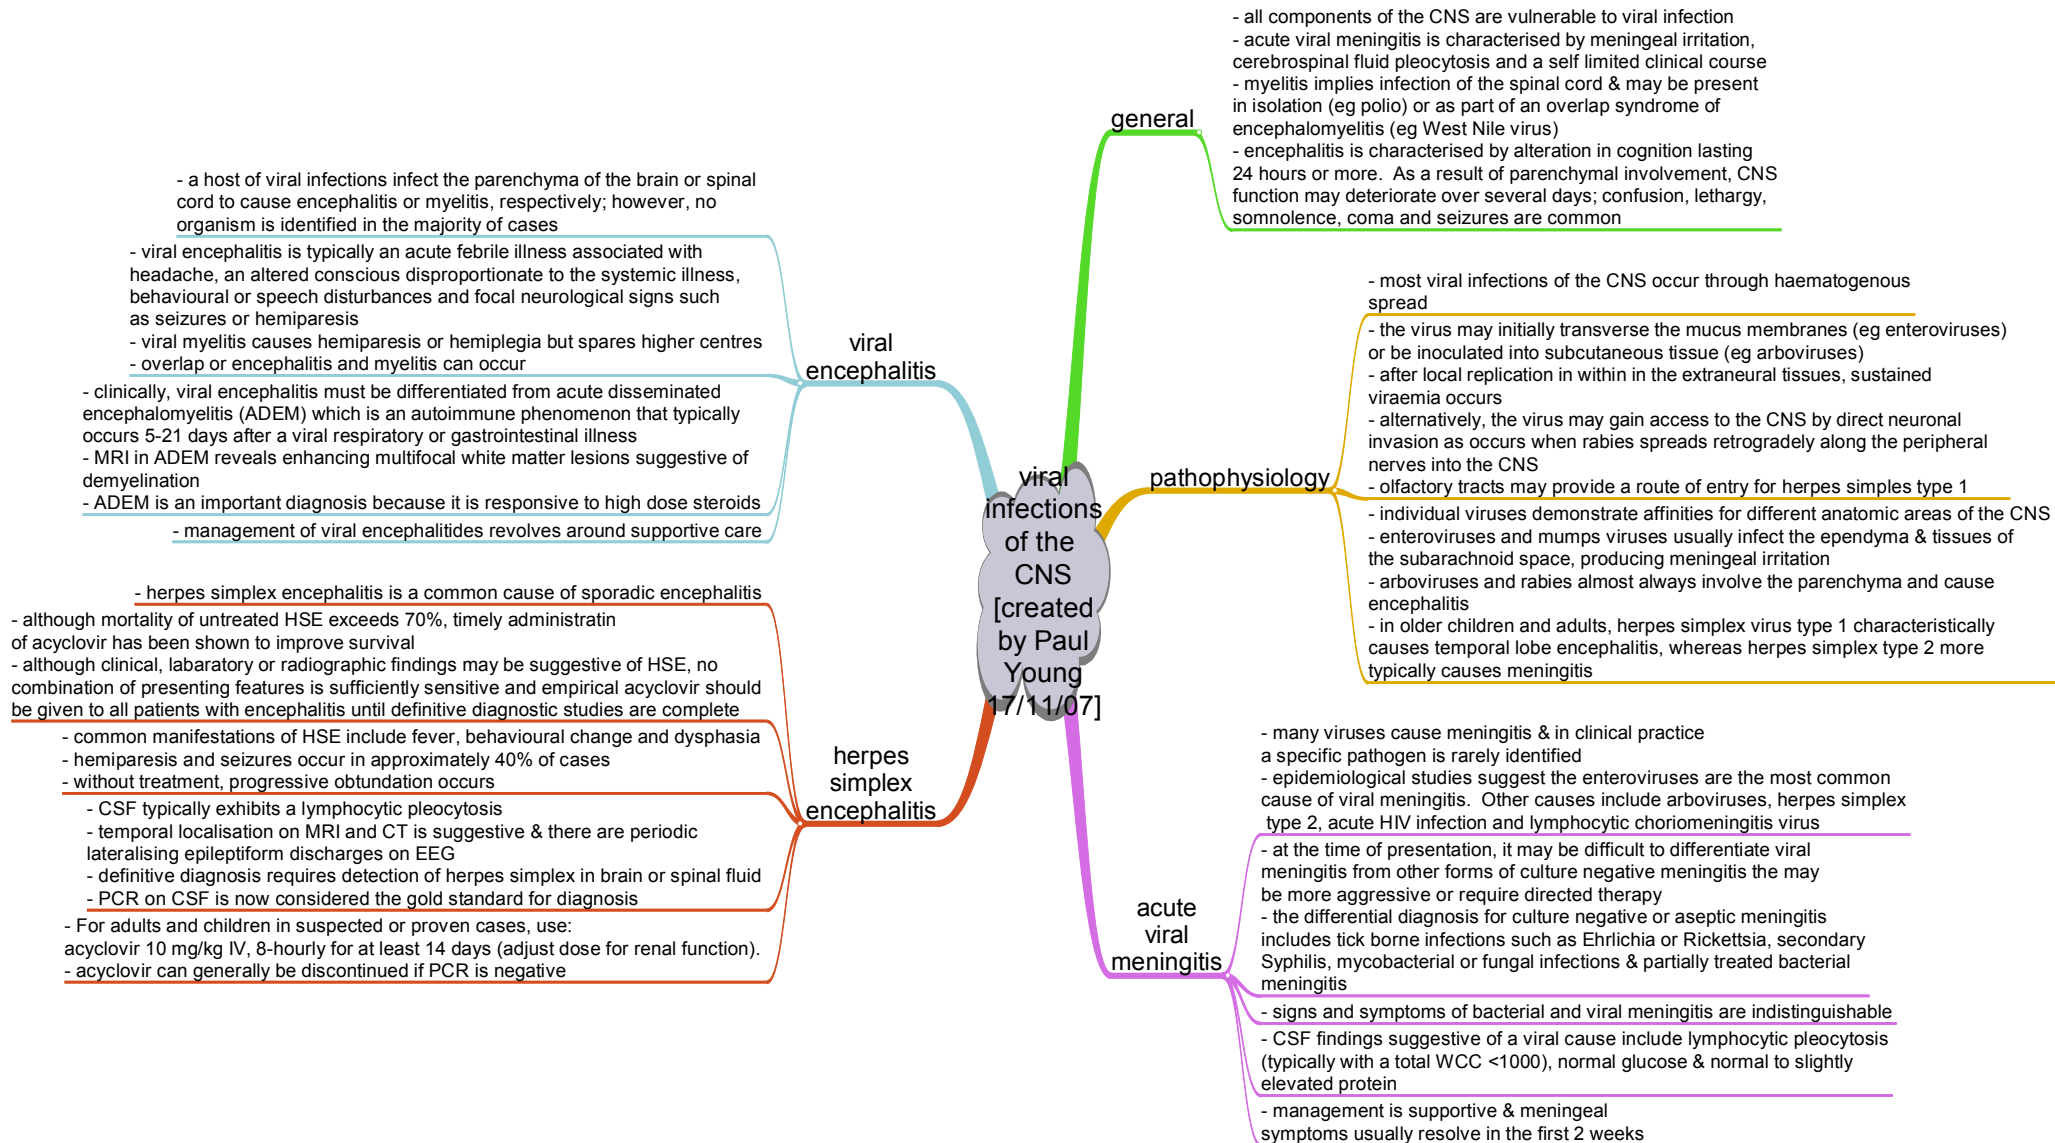 viral
infections
of the
CNS
[created
by Paul
Young
17/11/07]
general
- all components of the CNS are vulnerable to viral infection
- acute viral meningitis is characterised by meningeal irritation,
cerebrospinal fluid pleocytosis and a self limited clinical course
- myelitis implies infection of the spinal cord & may be present
in isolation (eg polio) or as part of an overlap syndrome of
encephalomyelitis (eg West Nile virus)
- encephalitis is characterised by alteration in cognition lasting
24 hours or more.  As a result of parenchymal involvement, CNS
function may deteriorate over several days; confusion, lethargy,
somnolence, coma and seizures are common
pathophysiology
- most viral infections of the CNS occur through haematogenous
spread
- the virus may initially transverse the mucus membranes (eg enteroviruses)
or be inoculated into subcutaneous tissue (eg arboviruses)
- after local replication in within in the extraneural tissues, sustained
viraemia occurs
- alternatively, the virus may gain access to the CNS by direct neuronal
invasion as occurs when rabies spreads retrogradely along the peripheral
nerves into the CNS
- olfactory tracts may provide a route of entry for herpes simples type 1
- individual viruses demonstrate affinities for different anatomic areas of the CNS
- enteroviruses and mumps viruses usually infect the ependyma & tissues of
the subarachnoid space, producing meningeal irritation
- arboviruses and rabies almost always involve the parenchyma and cause
encephalitis
- in older children and adults, herpes simplex virus type 1 characteristically
causes temporal lobe encephalitis, whereas herpes simplex type 2 more
typically causes meningitis
acute
viral
meningitis
- many viruses cause meningitis & in clinical practice
a specific pathogen is rarely identified
- epidemiological studies suggest the enteroviruses are the most common
cause of viral meningitis.  Other causes include arboviruses, herpes simplex
type 2, acute HIV infection and lymphocytic choriomeningitis virus
- at the time of presentation, it may be difficult to differentiate viral
meningitis from other forms of culture negative meningitis the may
be more aggressive or require directed therapy
- the differential diagnosis for culture negative or aseptic meningitis
includes tick borne infections such as Ehrlichia or Rickettsia, secondary
Syphilis, mycobacterial or fungal infections & partially treated bacterial
meningitis
- signs and symptoms of bacterial and viral meningitis are indistinguishable
- CSF findings suggestive of a viral cause include lymphocytic pleocytosis
(typically with a total WCC <1000), normal glucose & normal to slightly
elevated protein
- management is supportive & meningeal
symptoms usually resolve in the first 2 weeks
viral
encephalitis
- a host of viral infections infect the parenchyma of the brain or spinal
cord to cause encephalitis or myelitis, respectively; however, no
organism is identified in the majority of cases
- viral encephalitis is typically an acute febrile illness associated with
headache, an altered conscious disproportionate to the systemic illness,
behavioural or speech disturbances and focal neurological signs such
as seizures or hemiparesis
- viral myelitis causes hemiparesis or hemiplegia but spares higher centres
- overlap or encephalitis and myelitis can occur
- clinically, viral encephalitis must be differentiated from acute disseminated
encephalomyelitis (ADEM) which is an autoimmune phenomenon that typically
occurs 5-21 days after a viral respiratory or gastrointestinal illness
- MRI in ADEM reveals enhancing multifocal white matter lesions suggestive of
demyelination
- ADEM is an important diagnosis because it is responsive to high dose steroids
- management of viral encephalitides revolves around supportive care
herpes
simplex
encephalitis
- herpes simplex encephalitis is a common cause of sporadic encephalitis
- although mortality of untreated HSE exceeds 70%, timely administratin
of acyclovir has been shown to improve survival
- although clinical, labaratory or radiographic findings may be suggestive of HSE, no
combination of presenting features is sufficiently sensitive and empirical acyclovir should
be given to all patients with encephalitis until definitive diagnostic studies are complete
- common manifestations of HSE include fever, behavioural change and dysphasia
- hemiparesis and seizures occur in approximately 40% of cases
- without treatment, progressive obtundation occurs
- CSF typically exhibits a lymphocytic pleocytosis
- temporal localisation on MRI and CT is suggestive & there are periodic
lateralising epileptiform discharges on EEG
- definitive diagnosis requires detection of herpes simplex in brain or spinal fluid
- PCR on CSF is now considered the gold standard for diagnosis
- For adults and children in suspected or proven cases, use:
acyclovir 10 mg/kg IV, 8-hourly for at least 14 days (adjust dose for renal function).
- acyclovir can generally be discontinued if PCR is negative